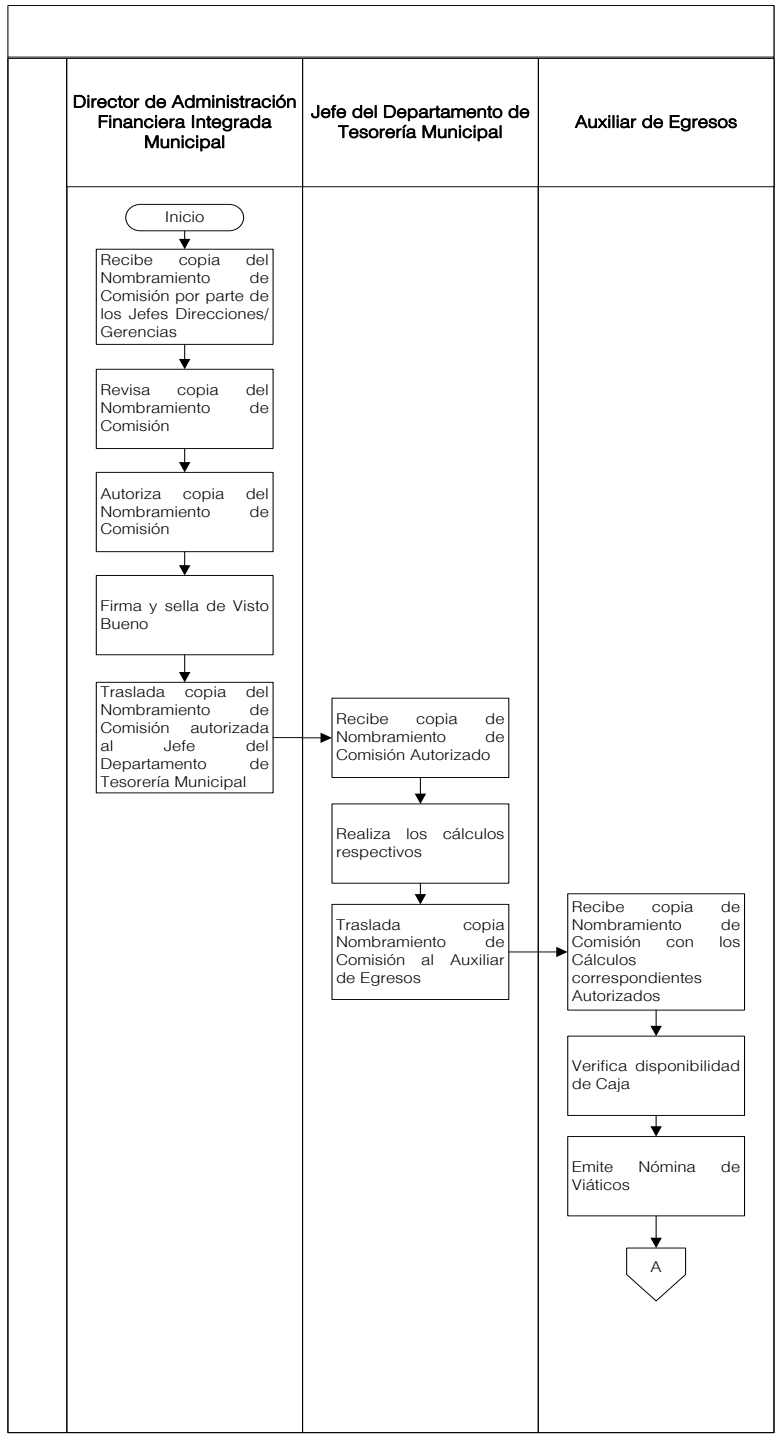 Director de Administración
Financiera Integrada
Municipal
Jefe del Departamento de
Tesorería Municipal
Auxiliar de Egresos
Inicio
Recibe copia del
Nombramiento de
Comisión por parte de
los Jefes Direcciones/
Gerencias
Revisa copia del
Nombramiento de
Comisión
Autoriza copia del
Nombramiento de
Comisión
Firma y sella de Visto
Bueno
Traslada copia del
Nombramiento de
Comisión autorizada
al Jefe del
Departamento de
Tesorería Municipal
Recibe copia de
Nombramiento de
Comisión Autorizado
Realiza los cálculos
respectivos
Traslada copia
Nombramiento de
Comisión al Auxiliar
de Egresos
Recibe copia de
Nombramiento de
Comisión con los
Cálculos
correspondientes
Autorizados
Verifica disponibilidad
de Caja
Emite Nómina de
Viáticos
A